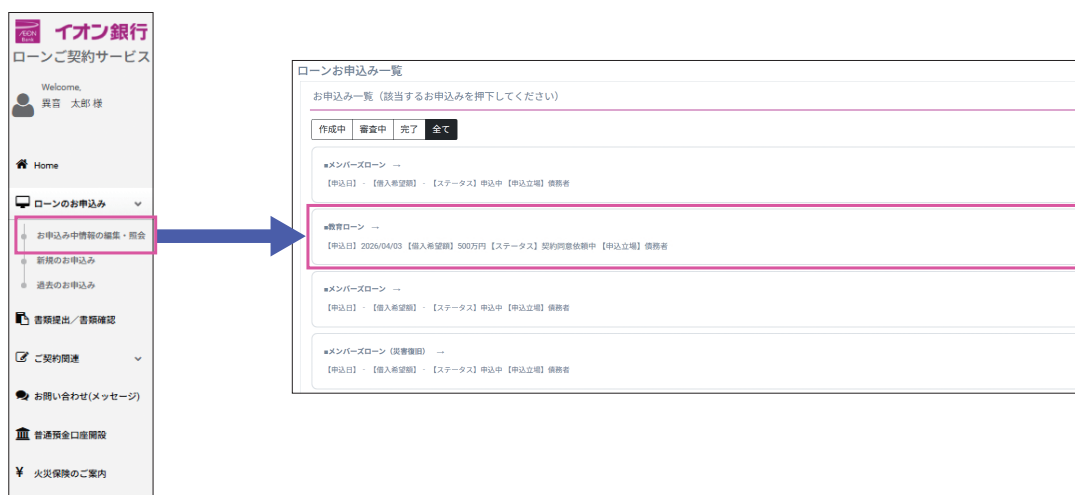 AEON Bank イオン銀行
ローンご契約サービス
Welcome,
異音 太郎 様
Home
ローンのお申込み
お申込み中情報の編集・照会
新規のお申込み
過去のお申込み
書類提出／書類確認
ご契約関連
お問い合わせ(メッセージ)
普通預金口座開設
¥ 火災保険のご案内
ローンお申込み一覧
お申込み一覧（該当するお申込みを押下してください）
作成中 審査中 完了 全て
■メンバーズローン →
【申込日】 - 【借入希望額】 - 【ステータス】申込中 【申込立場】債務者
■教育ローン →
【申込日】2026/04/03 【借入希望額】500万円 【ステータス】契約同意依頼中 【申込立場】債務者
■メンバーズローン →
【申込日】 - 【借入希望額】 - 【ステータス】申込中 【申込立場】債務者
■メンバーズローン（災害復旧） →
【申込日】 - 【借入希望額】 - 【ステータス】申込中 【申込立場】債務者